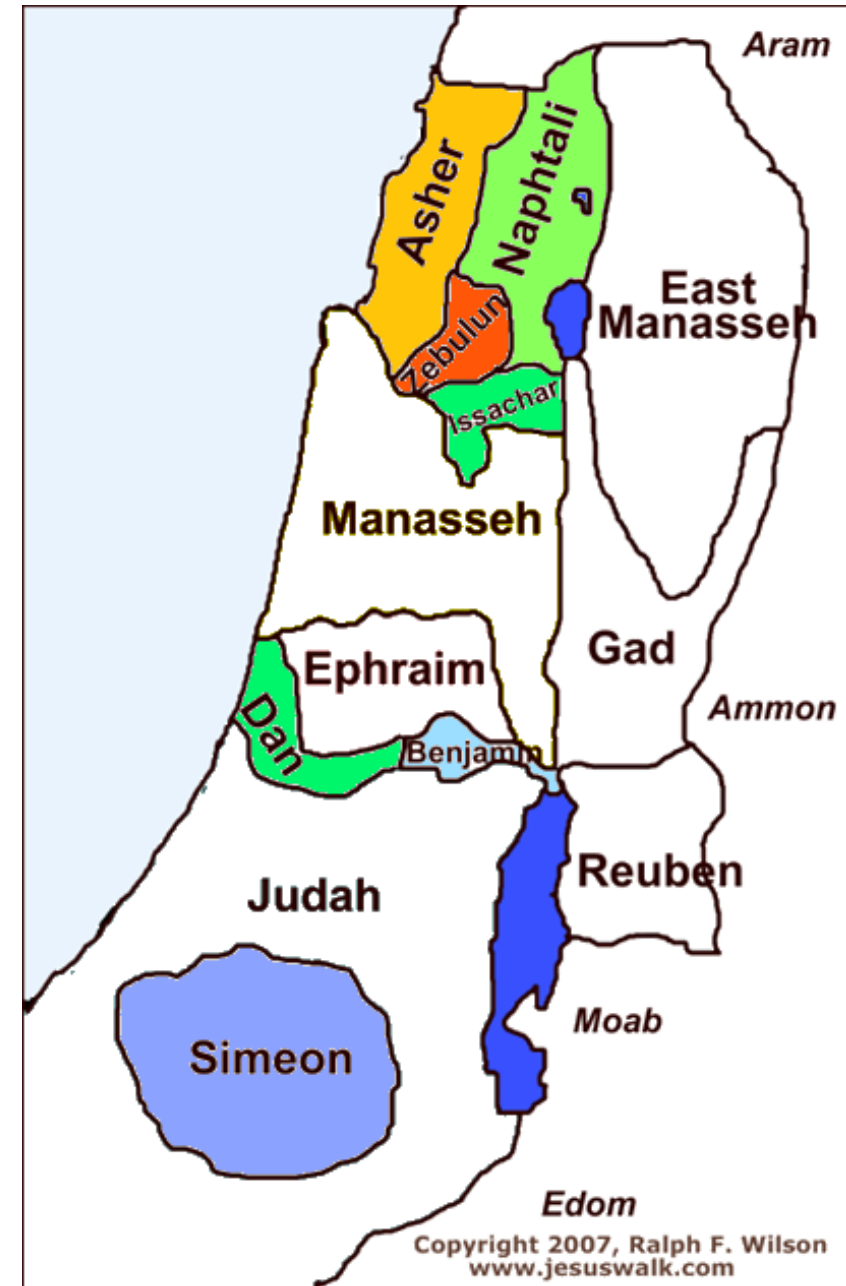 Aram
Asher
Naphtali
East
Manasseh
Zebulun
Issachar
Manasseh
Ephraim
Gad
Dan
Ammon
Benjamin
Reuben
Judah
Moab
Simeon
Edom
Copyright 2007, Ralph F. Wilson
www.jesuswalk.com